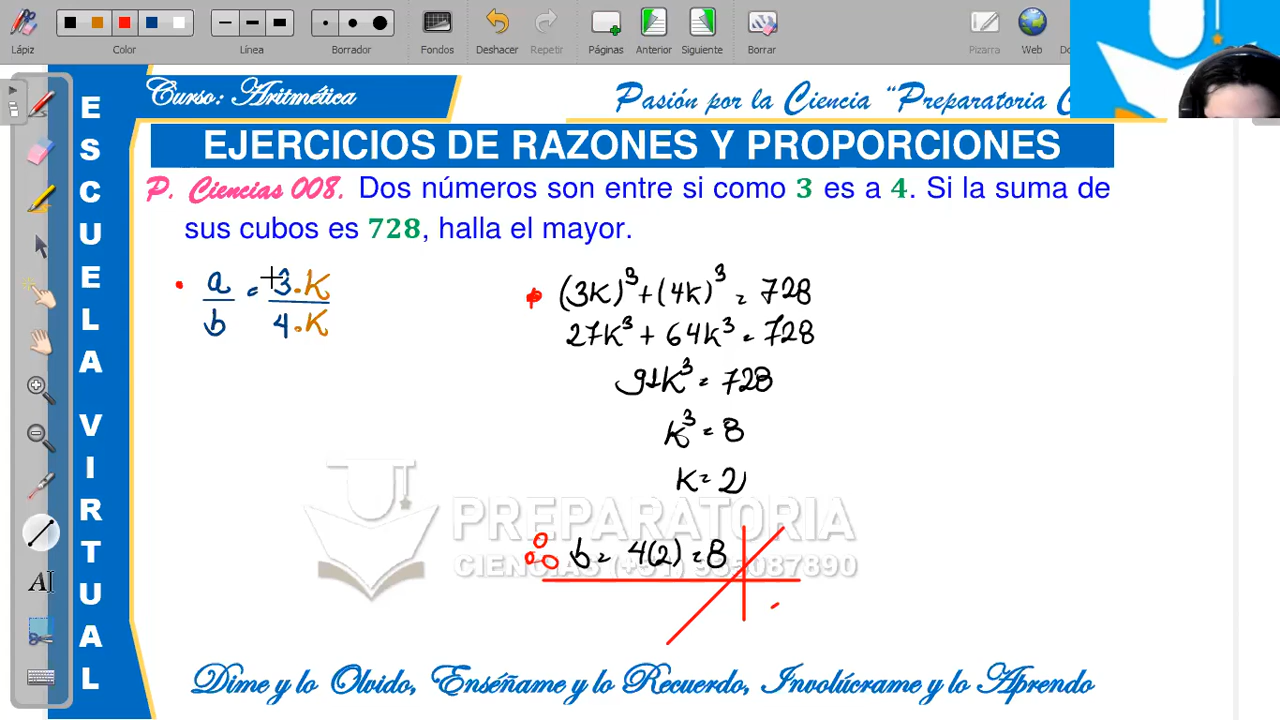 Lápiz Color Línea Borrador Fondos Deshacer Repetir Páginas Anterior Siguiente Borrar Pizarra Web
Curso: Aritmética
Pasión por la Ciencia “Preparatoria C
EJERCICIOS DE RAZONES Y PROPORCIONES
P. Ciencias 008. Dos números son entre si como 3 es a 4. Si la suma de
sus cubos es 728, halla el mayor.
a/b = 3.K/4.K
(3K)³+(4K)³=728
27K³+64K³=728
91K³=728
K³=8
K=2
∴ b=4(2)=8
PREPARATORIA
ESCUELA VIRTUAL
Dime y lo Olvido, Enséñame y lo Recuerdo, Involúcrame y lo Aprendo